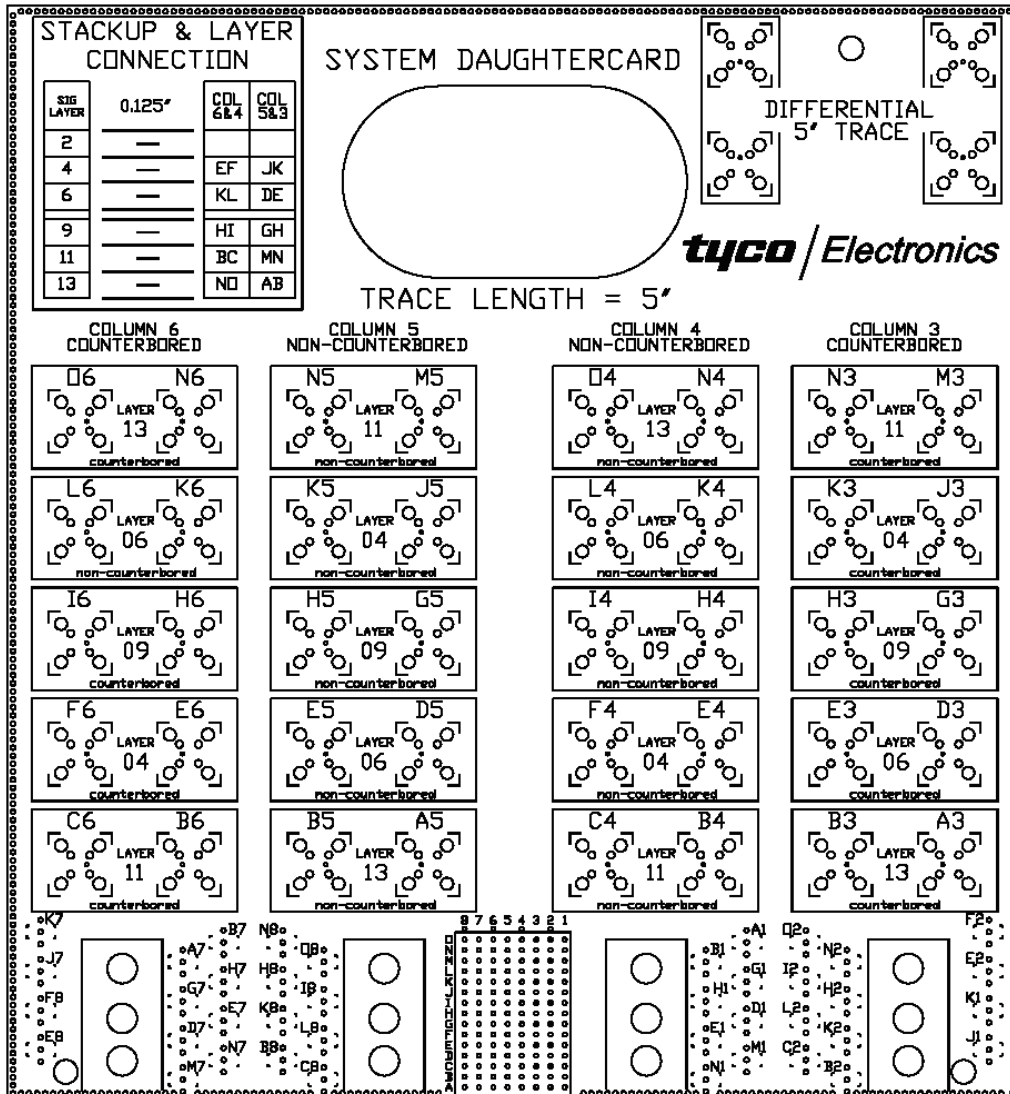 STACKUP & LAYER
CONNECTION
SIG LAYER 0.125" COL 6&4 COL 5&3
2
4 EF JK
6 KL DE
9 HI GH
11 BC MN
13 NO AB
SYSTEM DAUGHTERCARD
TRACE LENGTH = 5"
DIFFERENTIAL
5" TRACE
tyco / Electronics
COLUMN 6
COUNTERBORED
COLUMN 5
NON-COUNTERBORED
COLUMN 4
NON-COUNTERBORED
COLUMN 3
COUNTERBORED
O6 N6
LAYER
13
counterbored
N5 M5
LAYER
11
non-counterbored
O4 N4
LAYER
13
non-counterbored
N3 M3
LAYER
11
counterbored
L6 K6
LAYER
06
non-counterbored
K5 J5
LAYER
04
non-counterbored
L4 K4
LAYER
06
non-counterbored
K3 J3
LAYER
04
counterbored
I6 H6
LAYER
09
counterbored
H5 G5
LAYER
09
non-counterbored
I4 H4
LAYER
09
non-counterbored
H3 G3
LAYER
09
counterbored
F6 E6
LAYER
04
counterbored
E5 D5
LAYER
06
non-counterbored
F4 E4
LAYER
04
non-counterbored
E3 D3
LAYER
06
counterbored
C6 B6
LAYER
11
counterbored
B5 A5
LAYER
13
counterbored
C4 B4
LAYER
11
counterbored
B3 A3
LAYER
13
counterbored
K7
J7
F8
E8
A7
G7
D7
M7
B7
H7
E7
N7
N8
H8
K8
B8
O8
I8
L8
C8
8 7 6 5 4 3 2 1
O
N
M
L
K
J
I
H
G
F
E
D
C
B
A
B1
H1
E1
N1
A1
G1
D1
M1
O2
I2
L2
C2
N2
H2
K2
B2
F2
E2
K1
J1